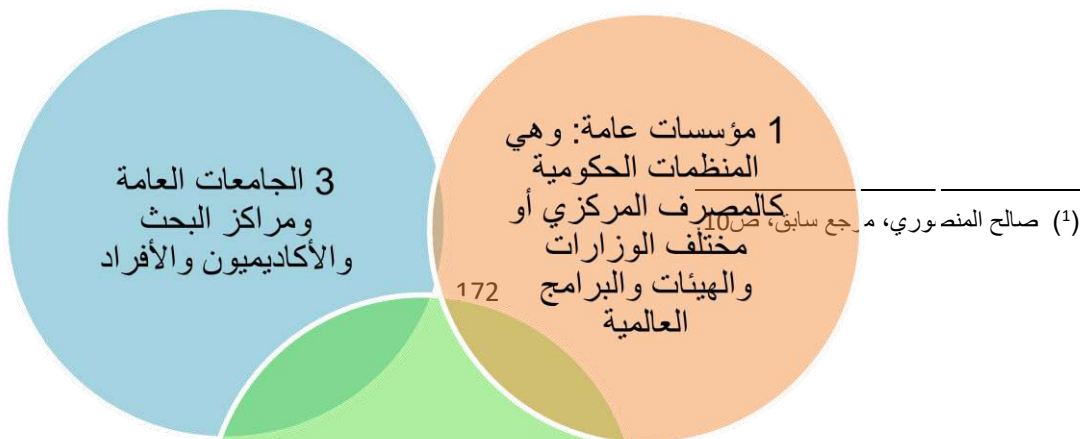 1 مؤسسات عامة: وهي
المنظمات الحكومية
كالمصرف المركزي أو
مختلف الوزارات
والهيئات والبرامج
العالمية
3 الجامعات العامة
ومراكز البحث
والأكاديميون والأفراد
(1) صالح المنصوري، مرجع سابق، ص10.
172